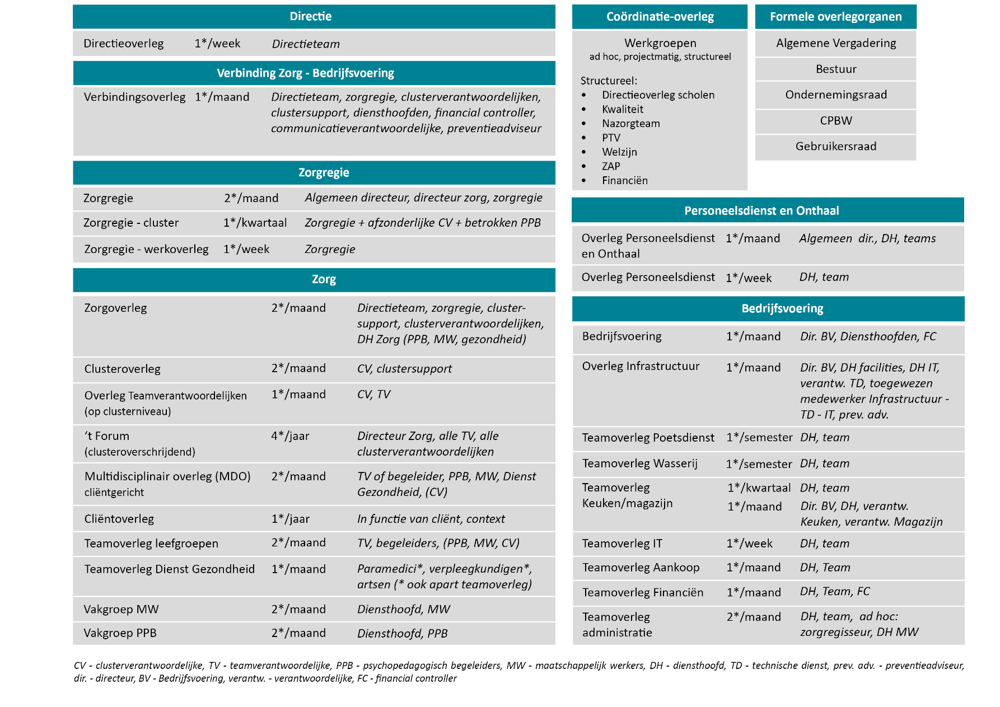 Directie
Directieoverleg 1*/week Directieteam
Verbinding Zorg - Bedrijfsvoering
Verbindingsoverleg 1*/maand Directieteam, zorgregie, clusterverantwoordelijken,
clustersupport, diensthoofden, financial controller,
communicatieverantwoordelijke, preventieadviseur
Zorgregie
Zorgregie 2*/maand Algemeen directeur, directeur zorg, zorgregie
Zorgregie - cluster 1*/kwartaal Zorgregie + afzonderlijke CV + betrokken PPB
Zorgregie - werkoverleg 1*/week Zorgregie
Zorg
Zorgoverleg 2*/maand Directieteam, zorgregie, cluster-
support, clusterverantwoordelijken,
DH Zorg (PPB, MW, gezondheid)
Clusteroverleg 2*/maand CV, clustersupport
Overleg Teamverantwoordelijken 1*/maand CV, TV
(op clusterniveau)
‘t Forum 4*/jaar Directeur Zorg, alle TV, alle
(clusteroverschrijdend) clusterverantwoordelijken
Multidisciplinair overleg (MDO) 2*/maand TV of begeleider, PPB, MW, Dienst
cliëntgericht Gezondheid, (CV)
Cliëntoverleg 1*/jaar In functie van cliënt, context
Teamoverleg leefgroepen 2*/maand TV, begeleiders, (PPB, MW, CV)
Teamoverleg Dienst Gezondheid 1*/maand Paramedici*, verpleegkundigen*,
artsen (* ook apart teamoverleg)
Vakgroep MW 2*/maand Diensthoofd, MW
Vakgroep PPB 2*/maand Diensthoofd, PPB
Coördinatie-overleg
Werkgroepen
ad hoc, projectmatig, structureel
Structureel:
• Directieoverleg scholen
• Kwaliteit
• Nazorgteam
• PTV
• Welzijn
• ZAP
• Financiën
Formele overlegorganen
Algemene Vergadering
Bestuur
Ondernemingsraad
CPBW
Gebruikersraad
Personeelsdienst en Onthaal
Overleg Personeelsdienst 1*/maand Algemeen dir., DH, teams
en Onthaal
Overleg Personeelsdienst 1*/week DH, team
Bedrijfsvoering
Bedrijfsvoering 1*/maand Dir. BV, Diensthoofden, FC
Overleg Infrastructuur 1*/maand Dir. BV, DH facilities, DH IT,
verantw. TD, toegewezen
medewerker Infrastructuur -
TD - IT, prev. adv.
Teamoverleg Poetsdienst 1*/semester DH, team
Teamoverleg Wasserij 1*/semester DH, team
Teamoverleg 1*/kwartaal DH, team
Keuken/magazijn 1*/maand Dir. BV, DH, verantw.
Keuken, verantw. Magazijn
Teamoverleg IT 1*/week DH, team
Teamoverleg Aankoop 1*/maand DH, Team
Teamoverleg Financiën 1*/maand DH, Team, FC
Teamoverleg 2*/maand DH, team, ad hoc:
administratie zorgregisseur, DH MW
CV - clusterverantwoordelijke, TV - teamverantwoordelijke, PPB - psychopedagogisch begeleiders, MW - maatschappelijk werkers, DH - diensthoofd, TD - technische dienst, prev. adv. - preventieadviseur,
dir. - directeur, BV - Bedrijfsvoering, verantw. - verantwoordelijke, FC - financial controller